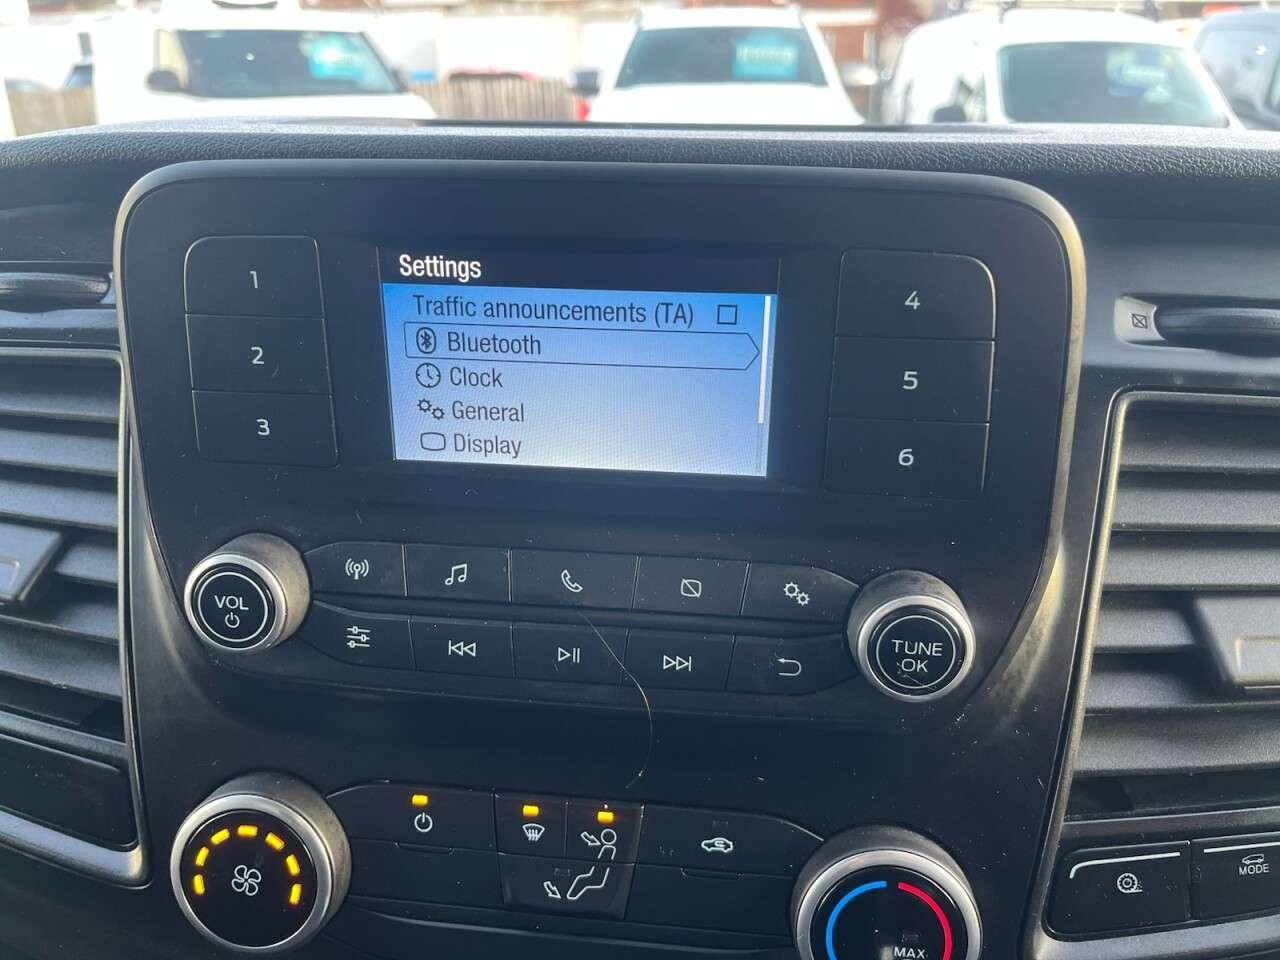 Settings
Traffic announcements (TA)
Bluetooth
Clock
General
Display
1
2
3
4
5
6
VOL
TUNE
OK
MAX
MODE